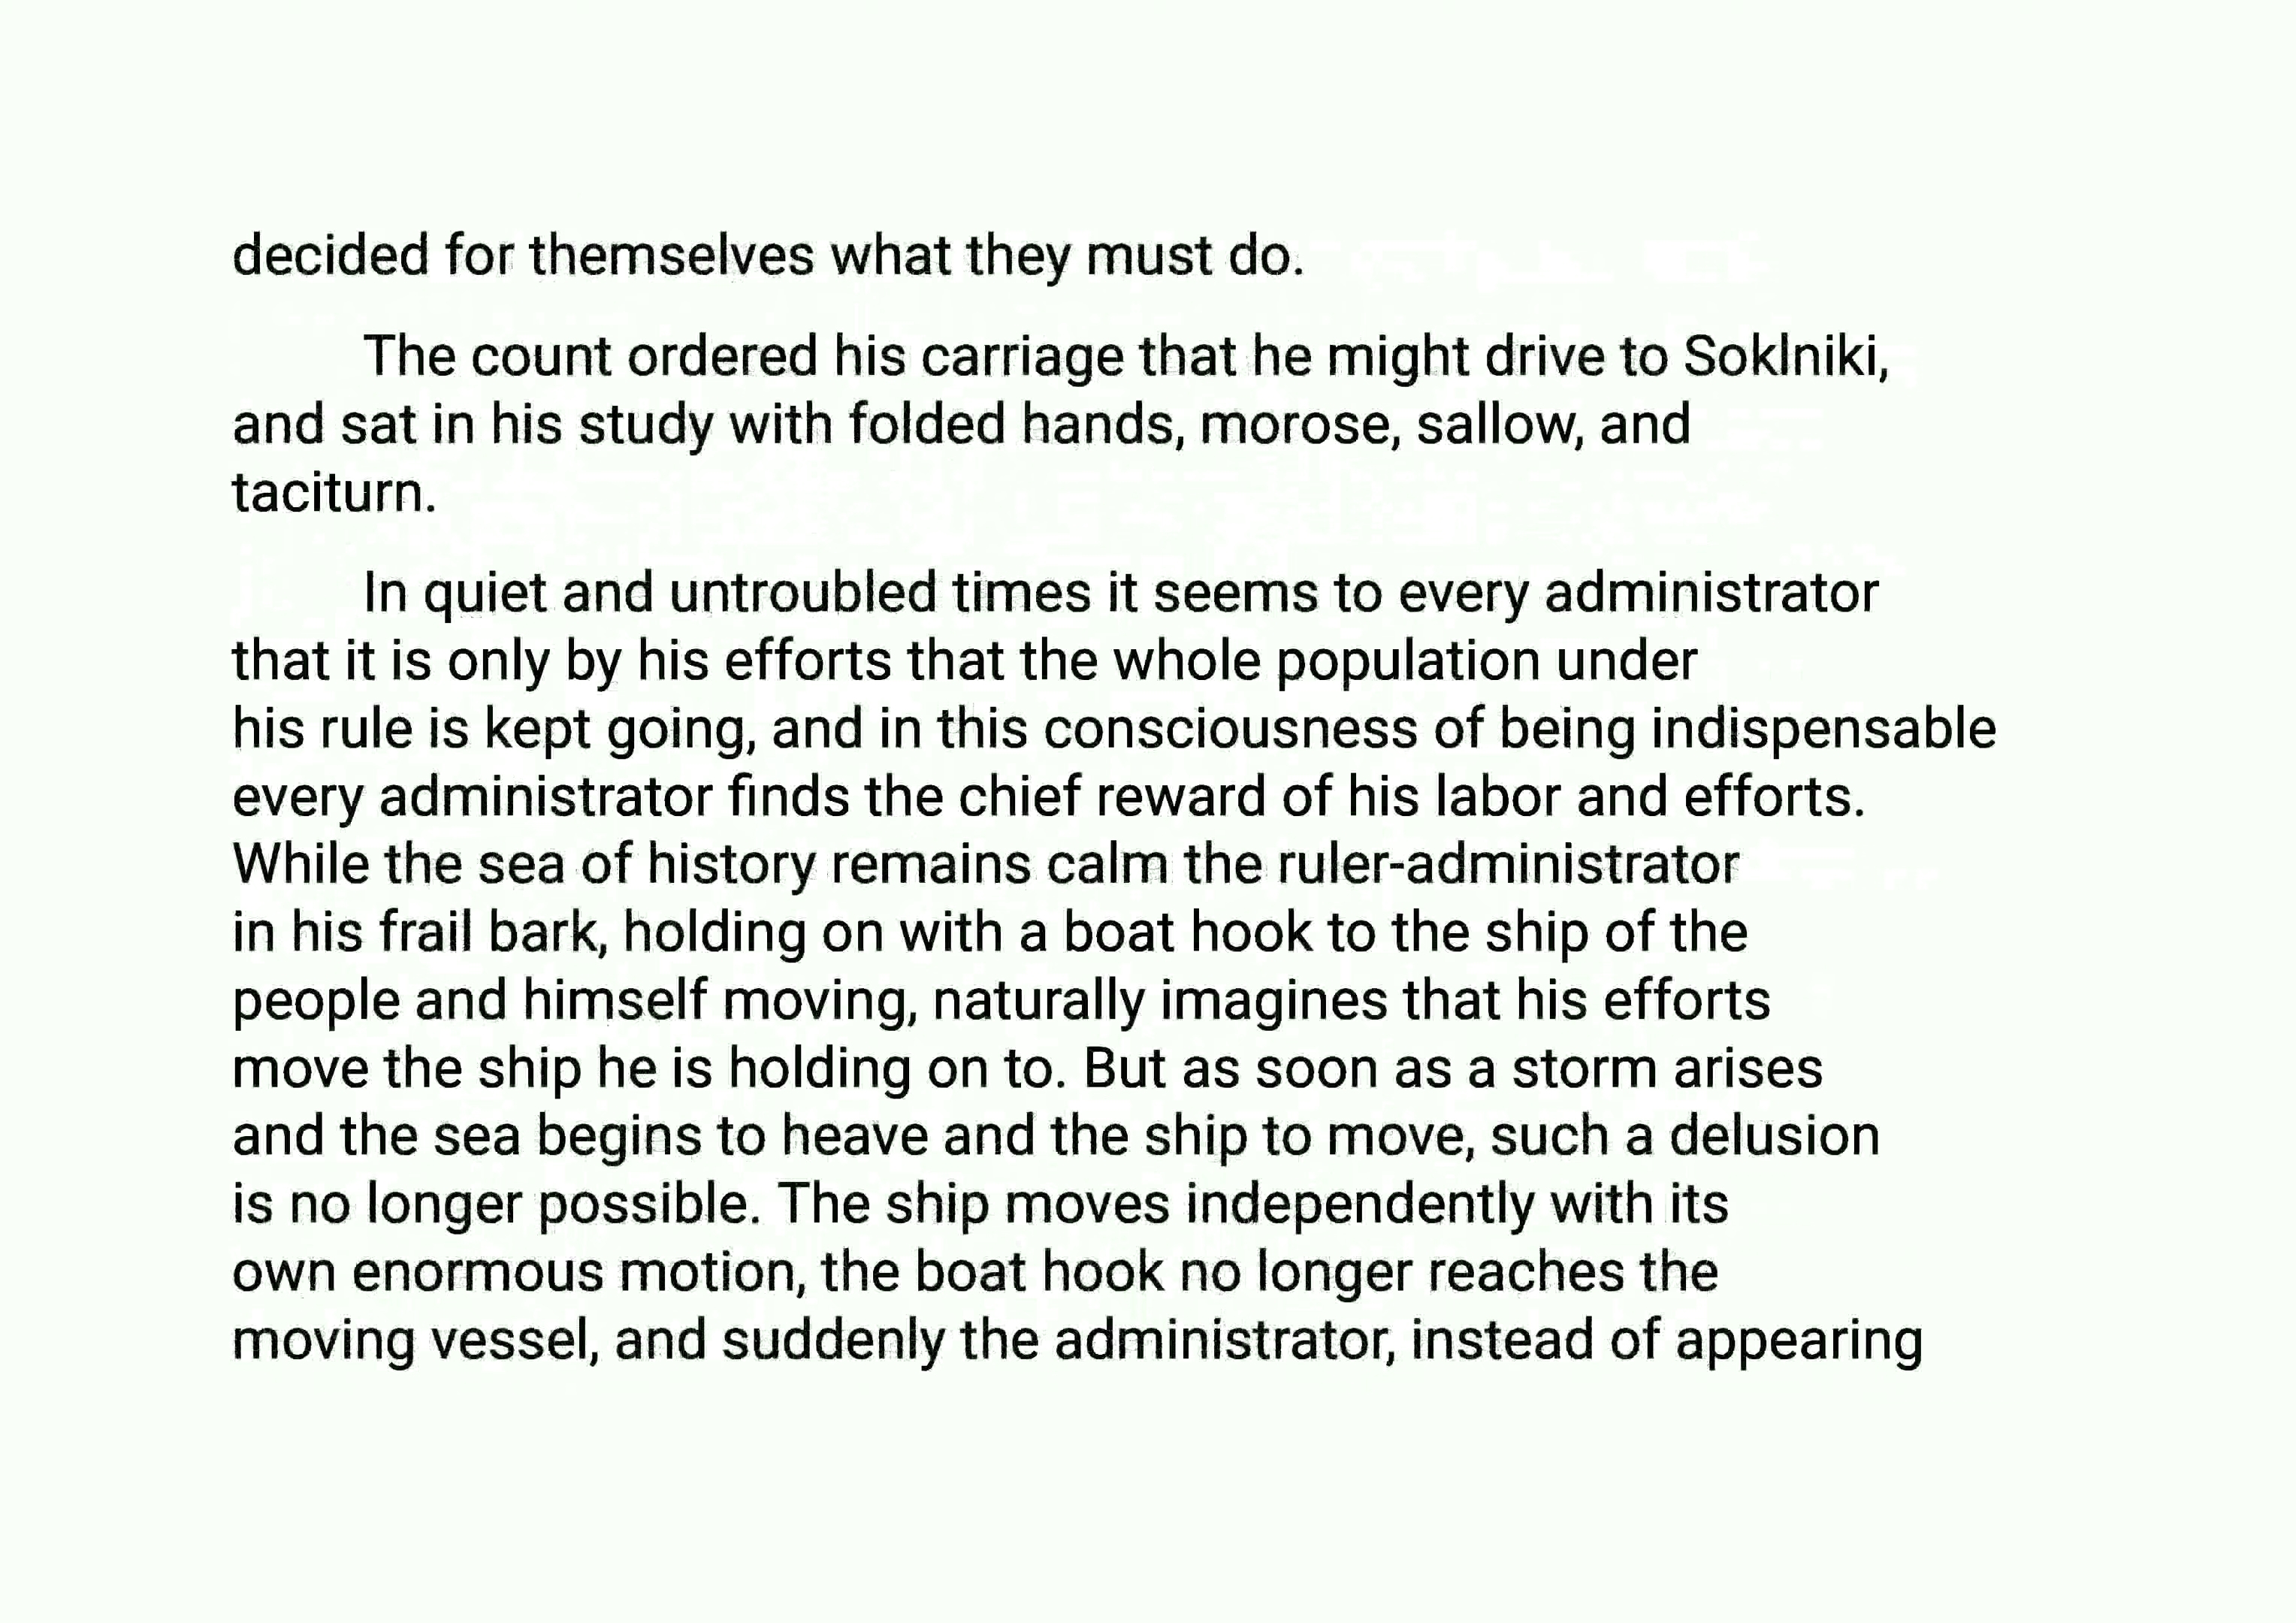 decided for themselves what they must do.
The count ordered his carriage that he might drive to Soklniki,
and sat in his study with folded hands, morose, sallow, and
taciturn.
In quiet and untroubled times it seems to every administrator
that it is only by his efforts that the whole population under
his rule is kept going, and in this consciousness of being indispensable
every administrator finds the chief reward of his labor and efforts.
While the sea of history remains calm the ruler-administrator
in his frail bark, holding on with a boat hook to the ship of the
people and himself moving, naturally imagines that his efforts
move the ship he is holding on to. But as soon as a storm arises
and the sea begins to heave and the ship to move, such a delusion
is no longer possible. The ship moves independently with its
own enormous motion, the boat hook no longer reaches the
moving vessel, and suddenly the administrator, instead of appearing